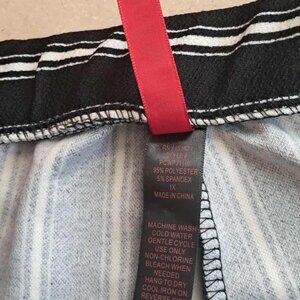 95% POLYESTER
5% SPANDEX
1X
MADE IN CHINA
MACHINE WASH
COLD WATER
GENTLE CYCLE
USE ONLY
NON-CHLORINE
BLEACH WHEN
NEEDED
HANG TO DRY
COOL IRON ON